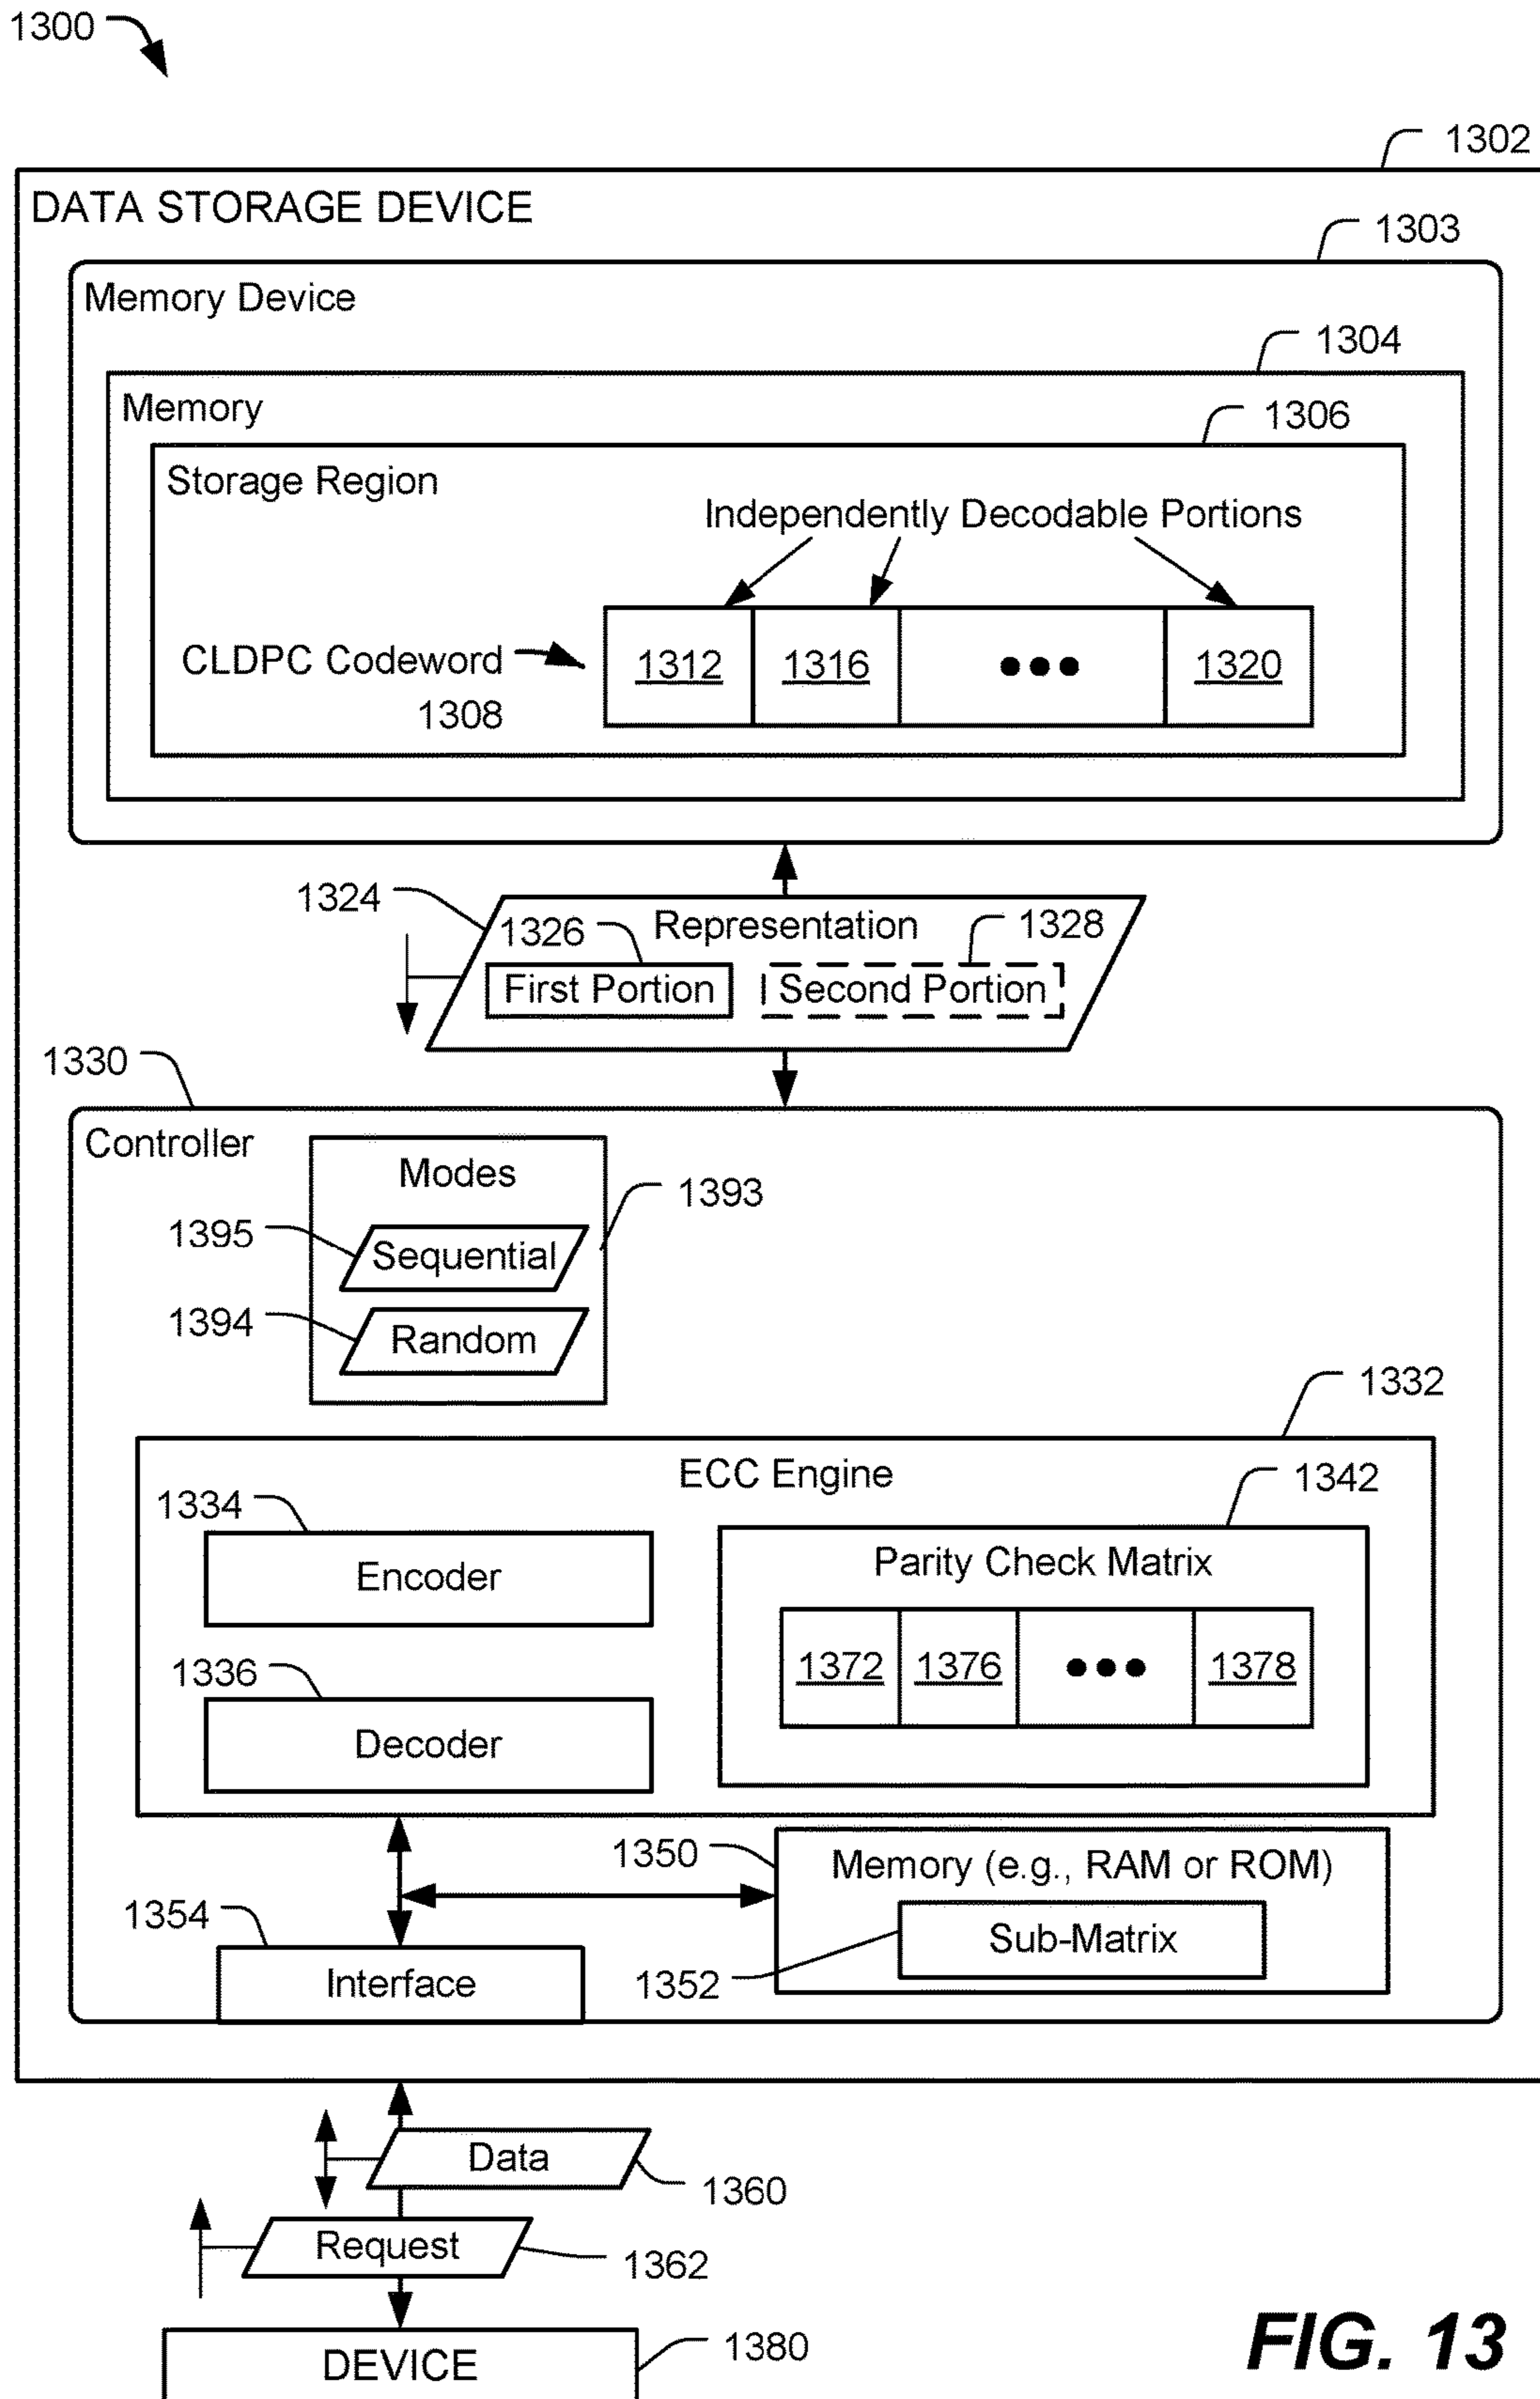 1300
1302
DATA STORAGE DEVICE
1303
Memory Device
1304
Memory
1306
Storage Region
Independently Decodable Portions
CLDPC Codeword
1308
1312 1316 ••• 1320
1324
Representation
1326
1328
First Portion
Second Portion
1330
Controller
Modes
1393
1395
Sequential
1394
Random
1332
ECC Engine
1334
1342
Encoder
Parity Check Matrix
1336
1372 1376 ••• 1378
Decoder
1350
Memory (e.g., RAM or ROM)
1354
Sub-Matrix
1352
Interface
Data
1360
Request
1362
DEVICE
1380
FIG. 13